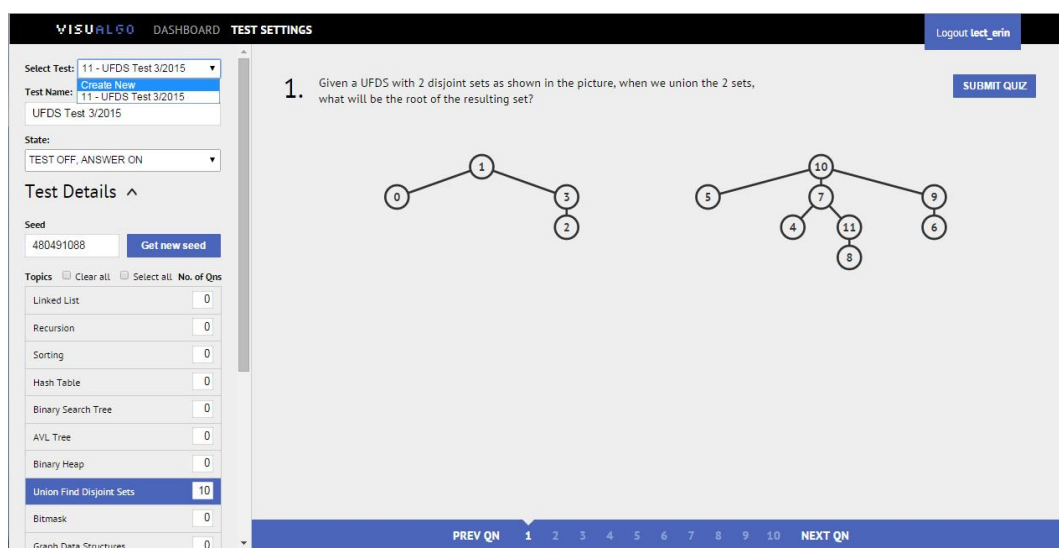 VISUALGO DASHBOARD TEST SETTINGS Logout lect_erin
Select Test: 11 - UFDS Test 3/2015
Create New
11 - UFDS Test 3/2015
Test Name:
UFDS Test 3/2015
State:
TEST OFF, ANSWER ON
Test Details
Seed
480491088 Get new seed
Topics Clear all Select all No. of Qns
Linked List 0
Recursion 0
Sorting 0
Hash Table 0
Binary Search Tree 0
AVL Tree 0
Binary Heap 0
Union Find Disjoint Sets 10
Bitmask 0
Graph Data Structures 0
1. Given a UFDS with 2 disjoint sets as shown in the picture, when we union the 2 sets,
what will be the root of the resulting set?
SUBMIT QUIZ
1 10
0 3 5 7 9
2 4 11 6
8
PREV QN 1 2 3 4 5 6 7 8 9 10 NEXT QN